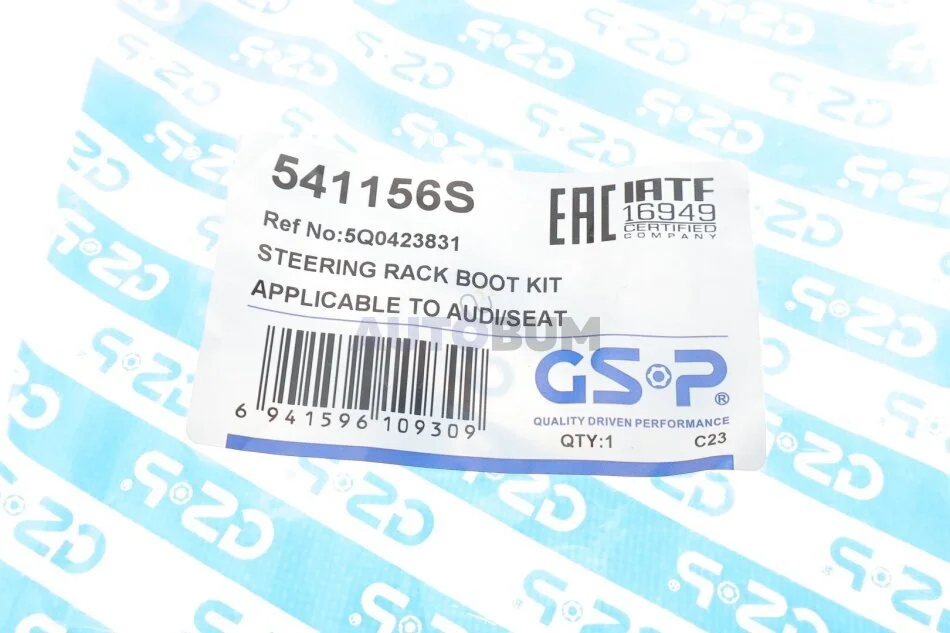 541156S
EAC
IATF
16949
CERTIFIED
COMPANY
Ref No:5Q0423831
STEERING RACK BOOT KIT
APPLICABLE TO AUDI/SEAT
AUTOBUM
6 941596 109309
GSP®
QUALITY DRIVEN PERFORMANCE
QTY:1
C23